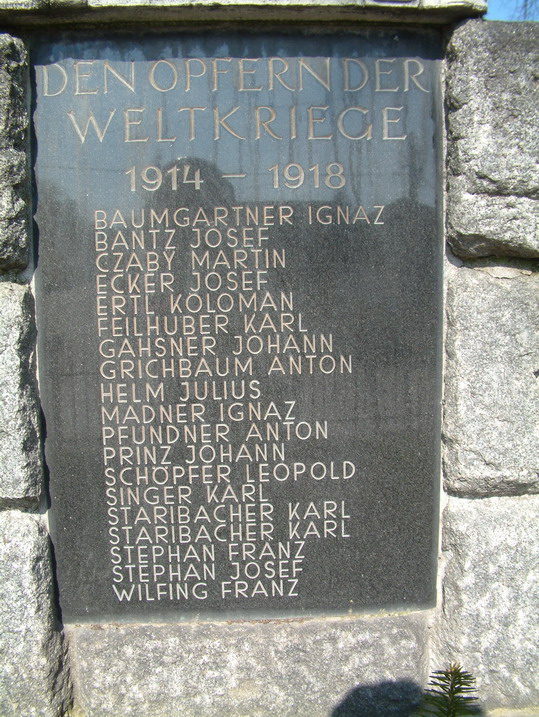 DEN OPFERN DER
WELTKRIEGE
1914 – 1918
BAUMGARTNER IGNAZ
BANTZ JOSEF
CZABY MARTIN
ECKER JOSEF
ERTL KOLOMAN
FEILHUBER KARL
GAHSNER JOHANN
GRICHBAUM ANTON
HELM JULIUS
MADNER IGNAZ
PFUNDNER ANTON
PRINZ JOHANN
SCHÖPFER LEOPOLD
SINGER KARL
STARIBACHER KARL
STARIBACHER KARL
STEPHAN FRANZ
STEPHAN JOSEF
WILFING FRANZ